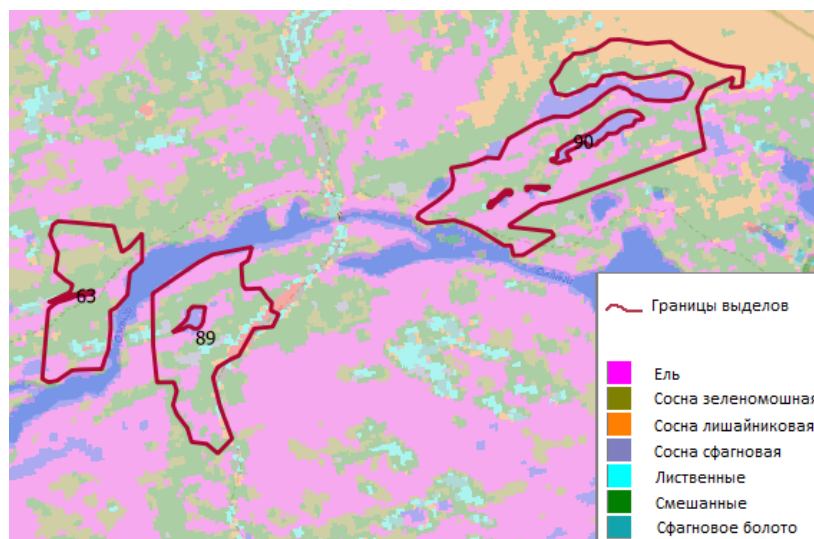 90
63
89
Границы выделов
Ель
Сосна зеленомошная
Сосна лишайниковая
Сосна сфагновая
Лиственные
Смешанные
Сфагновое болото